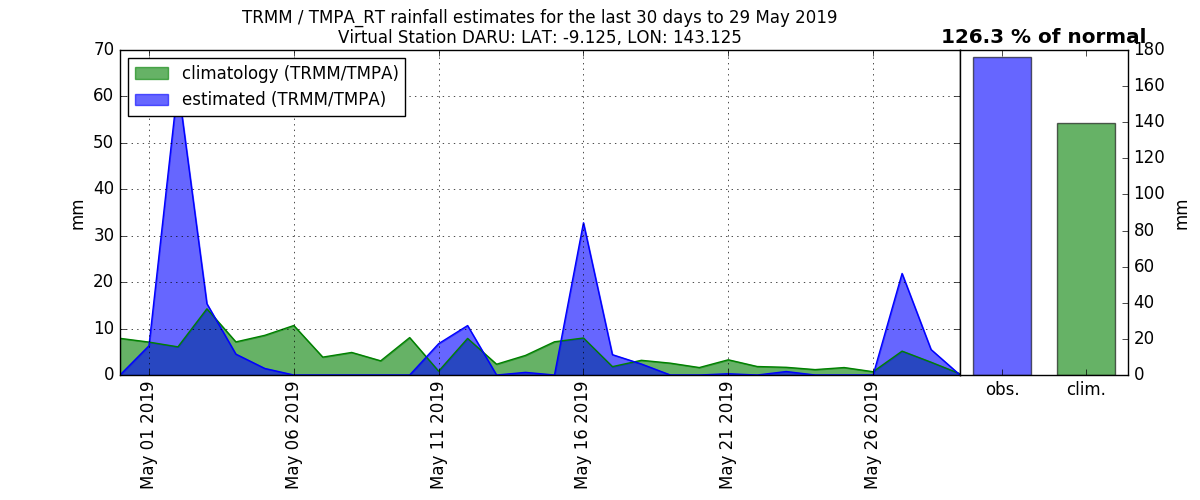 TRMM / TMPA_RT rainfall estimates for the last 30 days to 29 May 2019
Virtual Station DARU: LAT: -9.125, LON: 143.125
126.3 % of normal
climatology (TRMM/TMPA)
estimated (TRMM/TMPA)
70
60
50
40
30
20
10
0
mm
May 01 2019
May 06 2019
May 11 2019
May 16 2019
May 21 2019
May 26 2019
180
160
140
120
100
80
60
40
20
0
mm
obs.
clim.